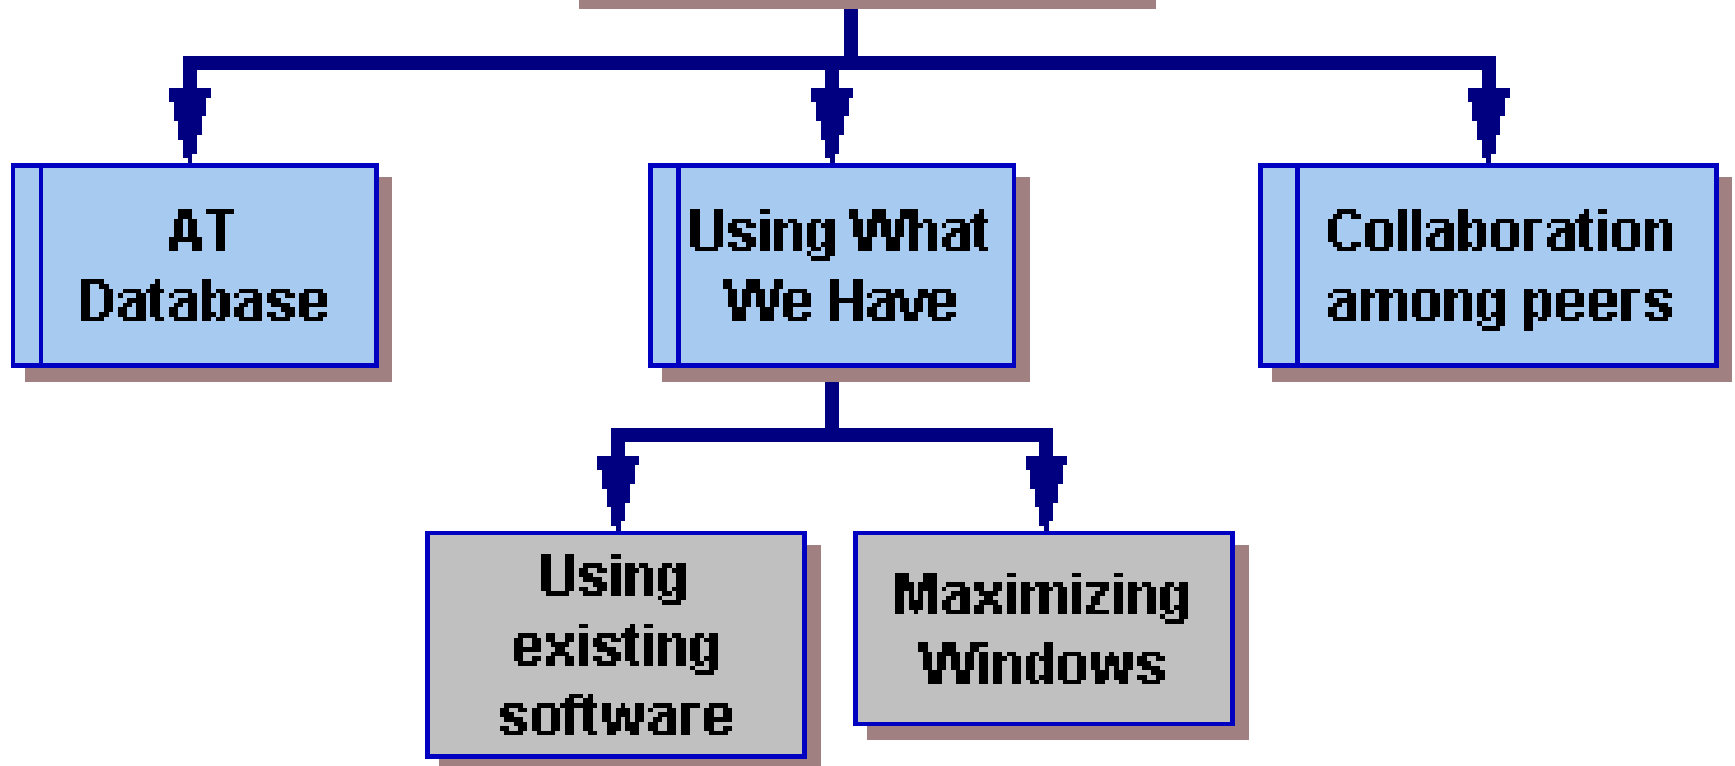 AT
Database
Using What
We Have
Collaboration
among peers
Using
existing
software
Maximizing
Windows